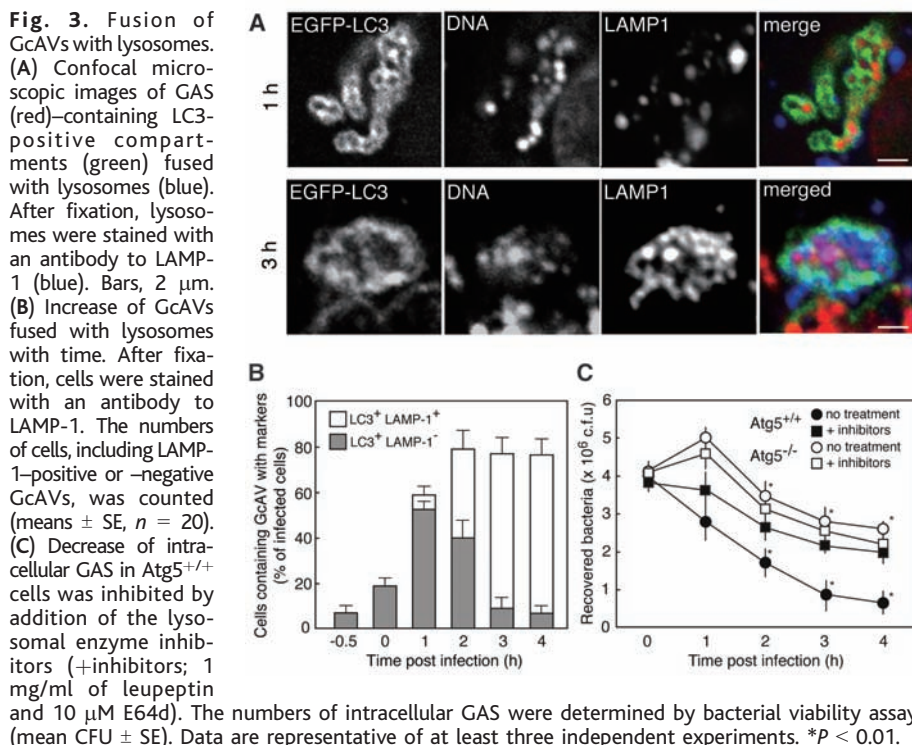 Fig. 3. Fusion of
GcAVs with lysosomes.
(A) Confocal micro-
scopic images of GAS
(red)–containing LC3-
positive compart-
ments (green) fused
with lysosomes (blue).
After fixation, lysoso-
mes were stained with
an antibody to LAMP-
1 (blue). Bars, 2 μm.
(B) Increase of GcAVs
fused with lysosomes
with time. After fixa-
tion, cells were stained
with an antibody to
LAMP-1. The numbers
of cells, including LAMP-
1–positive or –negative
GcAVs, was counted
(means ± SE, n = 20).
(C) Decrease of intra-
cellular GAS in Atg5+/+
cells was inhibited by
addition of the lyso-
somal enzyme inhib-
itors (+inhibitors; 1
mg/ml of leupeptin
and 10 μM E64d). The numbers of intracellular GAS were determined by bacterial viability assay
(mean CFU ± SE). Data are representative of at least three independent experiments. *P < 0.01.
A
EGFP-LC3 DNA LAMP1 merge
1 h
EGFP-LC3 DNA LAMP1 merged
3 h
B
LC3+ LAMP-1+
LC3+ LAMP-1-
Cells containing GcAV with markers
(% of infected cells)
100
80
60
40
20
0
-0.5 0 1 2 3 4
Time post infection (h)
C
Atg5+/+ no treatment
+ inhibitors
Atg5-/- no treatment
+ inhibitors
Recovered bacteria (x 10⁶ c.f.u)
6
5
4
3
2
1
0
* * *
* * *
0 1 2 3 4
Time post infection (h)